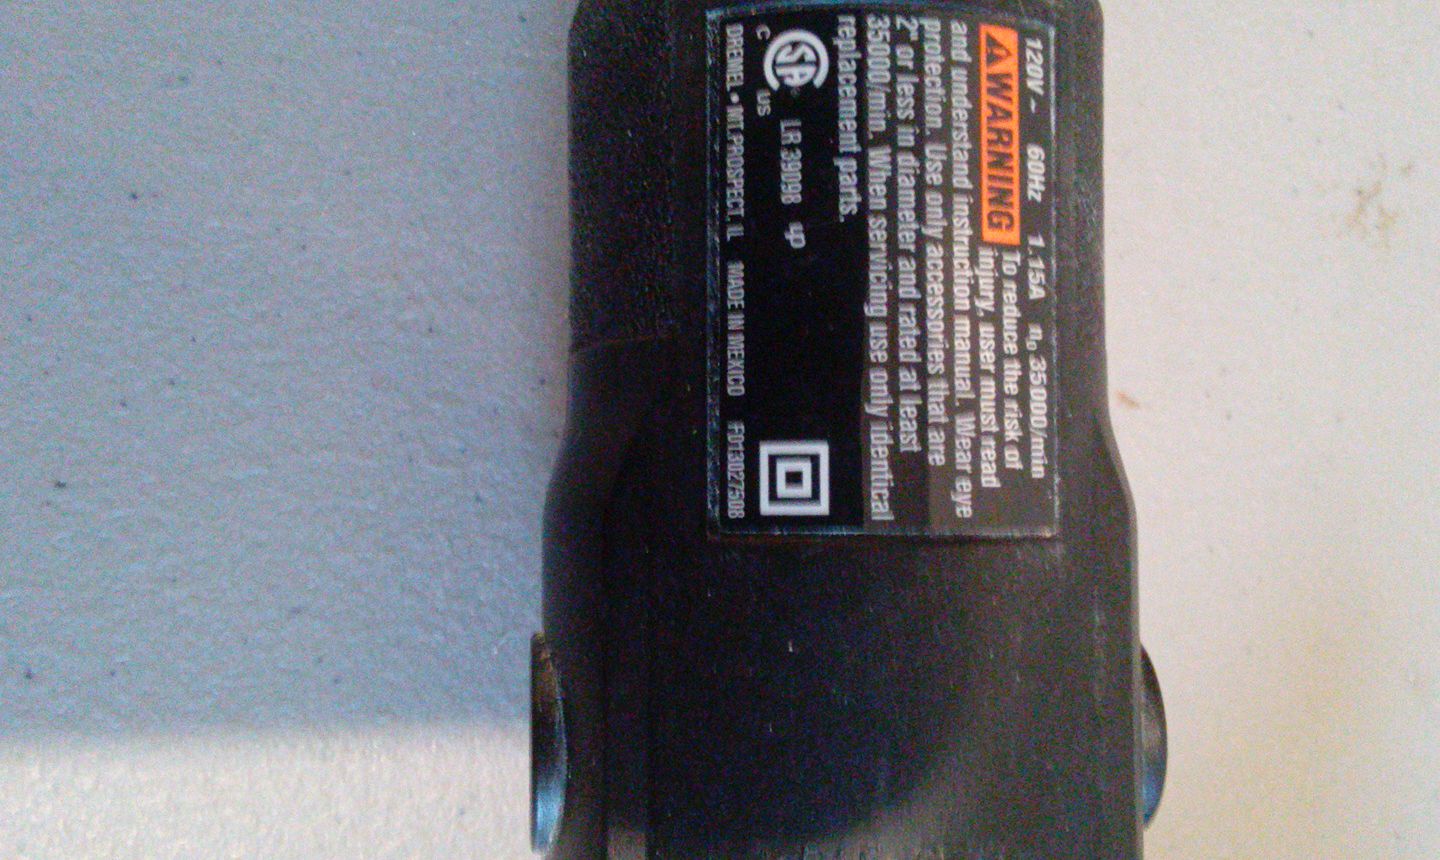 120V~ 60Hz 1.15A n0 35000/min
WARNING To reduce the risk of
injury, user must read
and understand instruction manual. Wear eye
protection. Use only accessories that are
2" or less in diameter and rated at least
35000/min. When servicing use only identical
replacement parts.
SA LR 39098
C US
DREMEL • MT. PROSPECT, IL MADE IN MEXICO